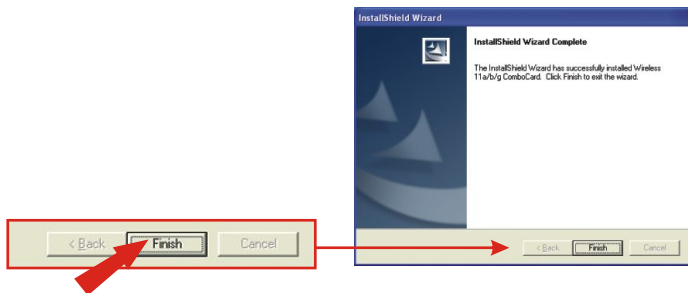 InstallShield Wizard
InstallShield Wizard Complete
The InstallShield Wizard has successfully installed Wireless
11a/b/g ComboCard. Click Finish to exit the wizard.
< Back Finish Cancel
< Back Finish Cancel